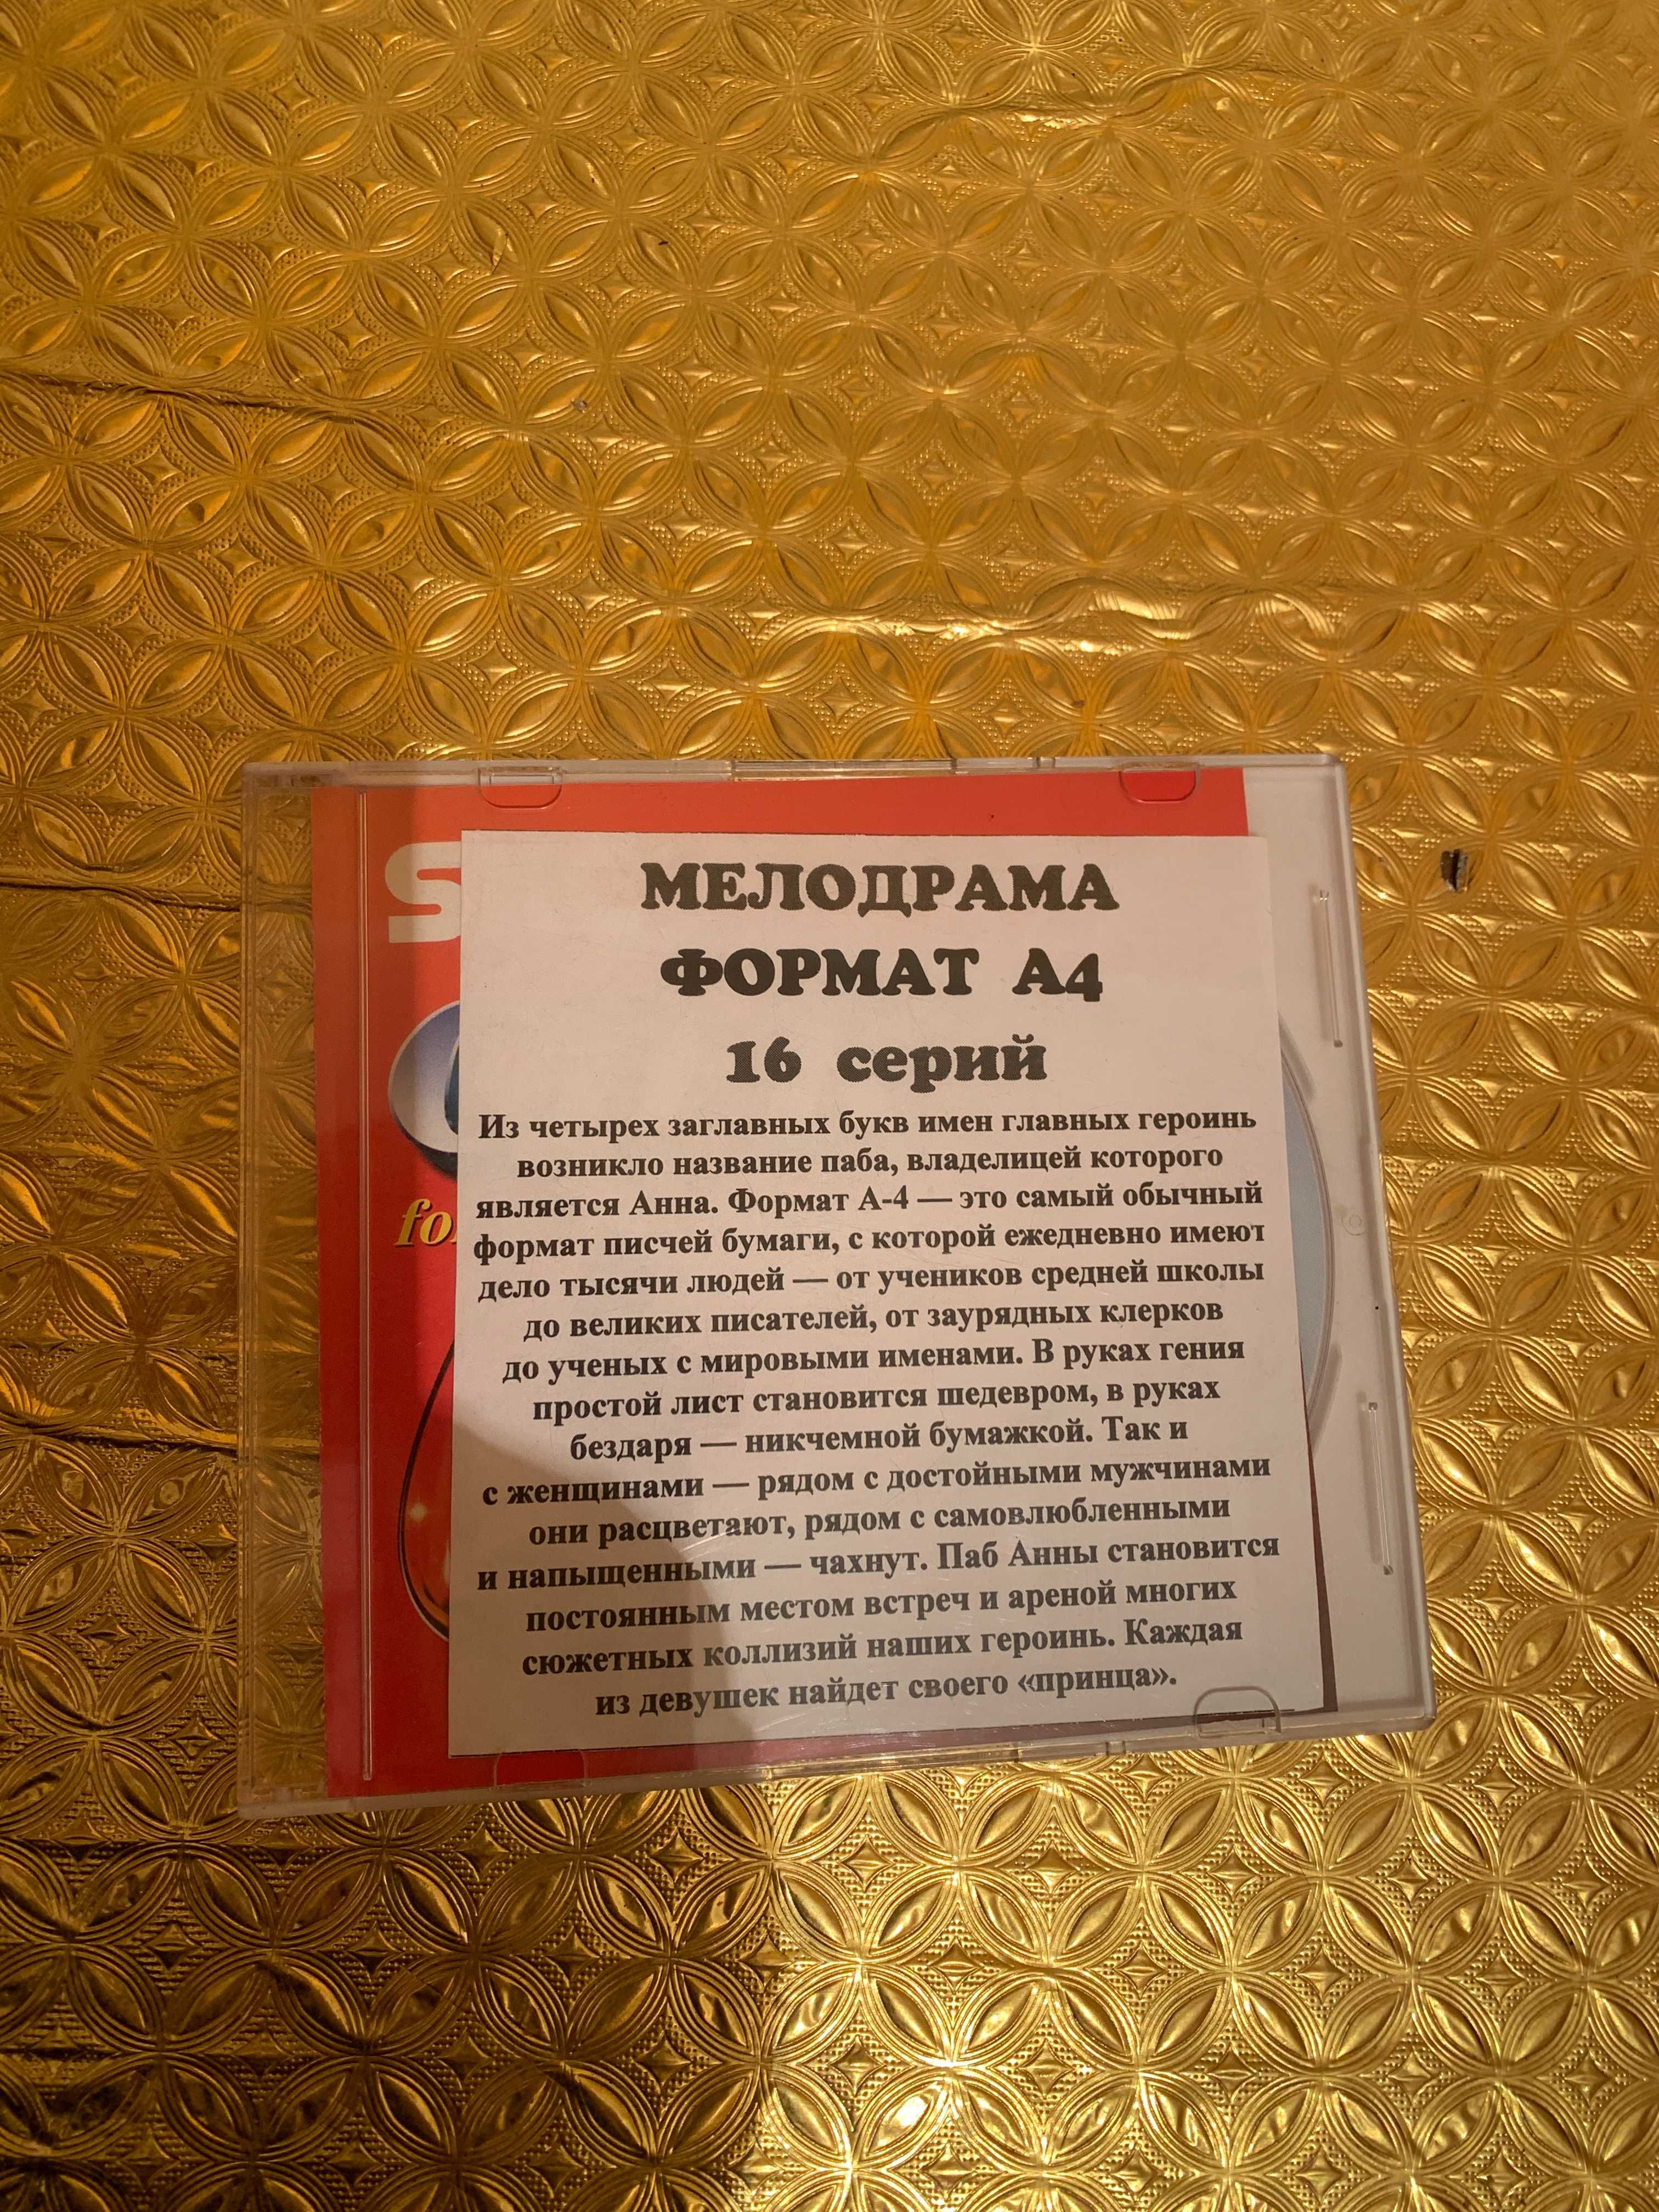 МЕЛОДРАМА
ФОРМАТ А4
16 серий
Из четырех заглавных букв имен главных героинь
возникло название паба, владелицей которого
является Анна. Формат А-4 — это самый обычный
формат писчей бумаги, с которой ежедневно имеют
дело тысячи людей — от учеников средней школы
до великих писателей, от заурядных клерков
до ученых с мировыми именами. В руках гения
простой лист становится шедевром, в руках
бездаря — никчемной бумажкой. Так и
с женщинами — рядом с достойными мужчинами
они расцветают, рядом с самовлюбленными
и напыщенными — чахнут. Паб Анны становится
постоянным местом встреч и ареной многих
сюжетных коллизий наших героинь. Каждая
из девушек найдет своего «принца».